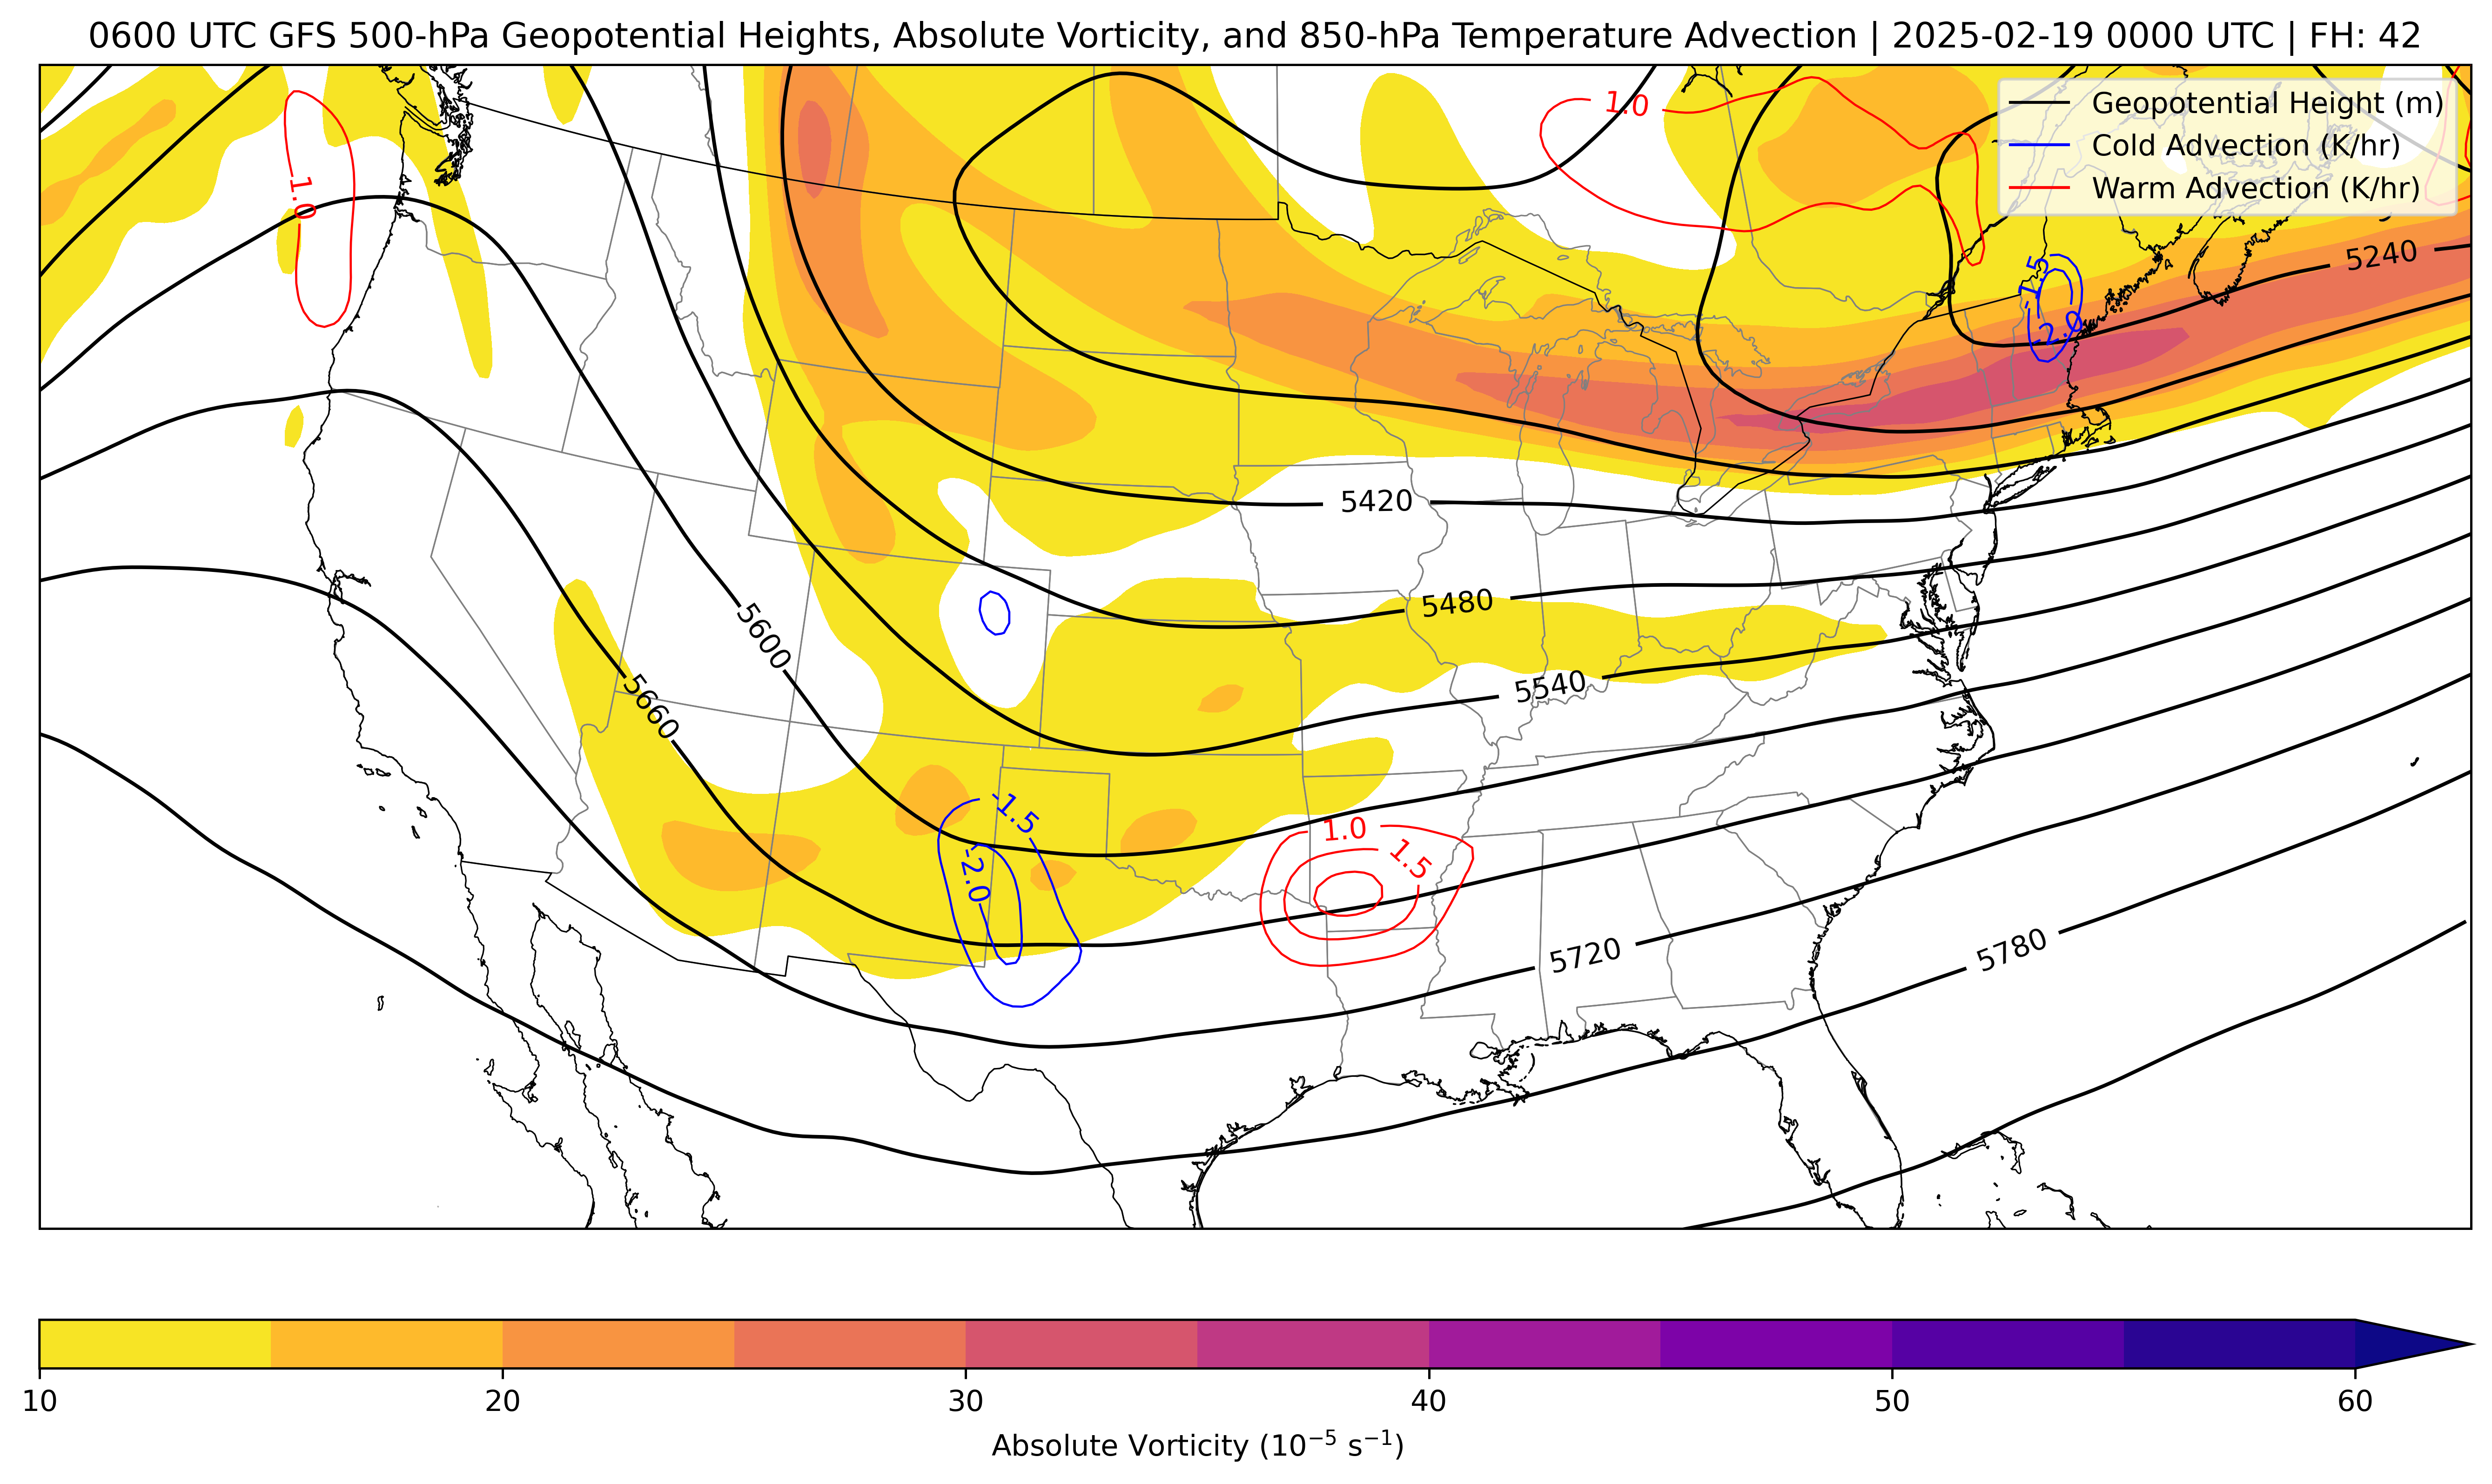 0600 UTC GFS 500-hPa Geopotential Heights, Absolute Vorticity, and 850-hPa Temperature Advection | 2025-02-19 0000 UTC | FH: 42
Geopotential Height (m)
Cold Advection (K/hr)
Warm Advection (K/hr)
1.0
1.0
5240
-1.5
-2.0
5420
5480
5600
5540
5660
-1.5
1.0
1.5
-2.0
5720
5780
10 20 30 40 50 60
Absolute Vorticity (10⁻⁵ s⁻¹)